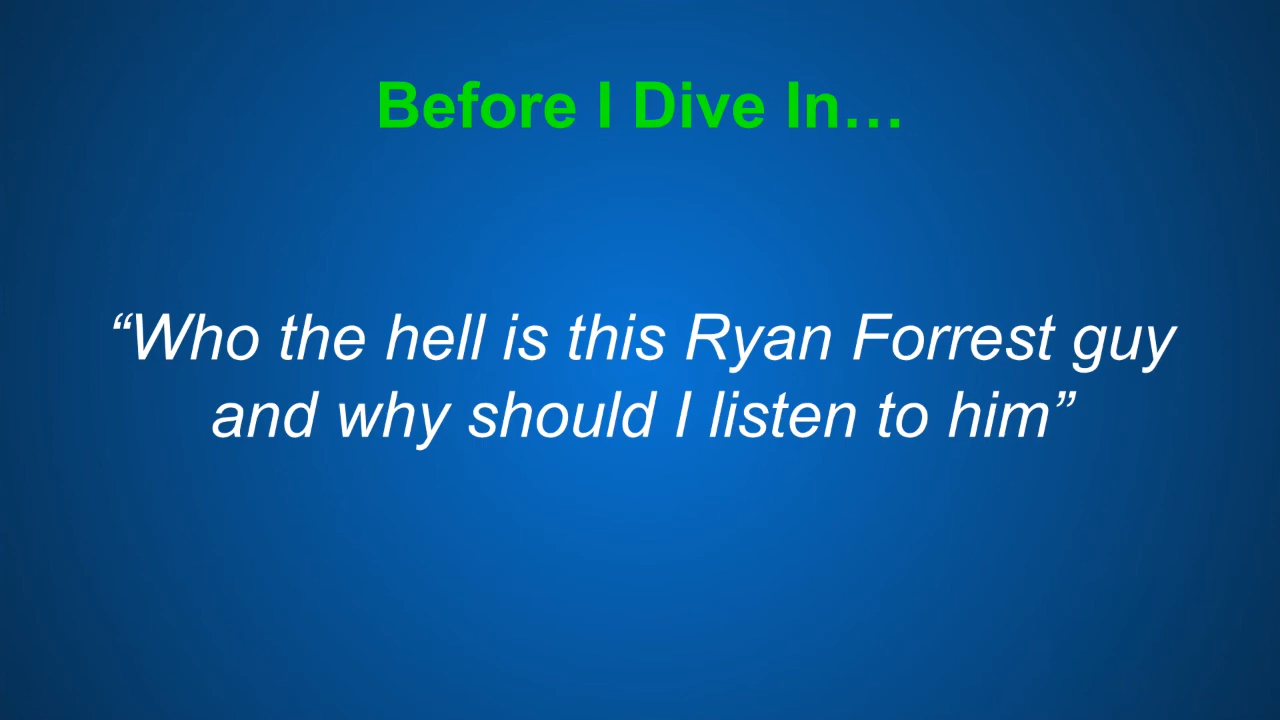 Before I Dive In…
“Who the hell is this Ryan Forrest guy
and why should I listen to him”